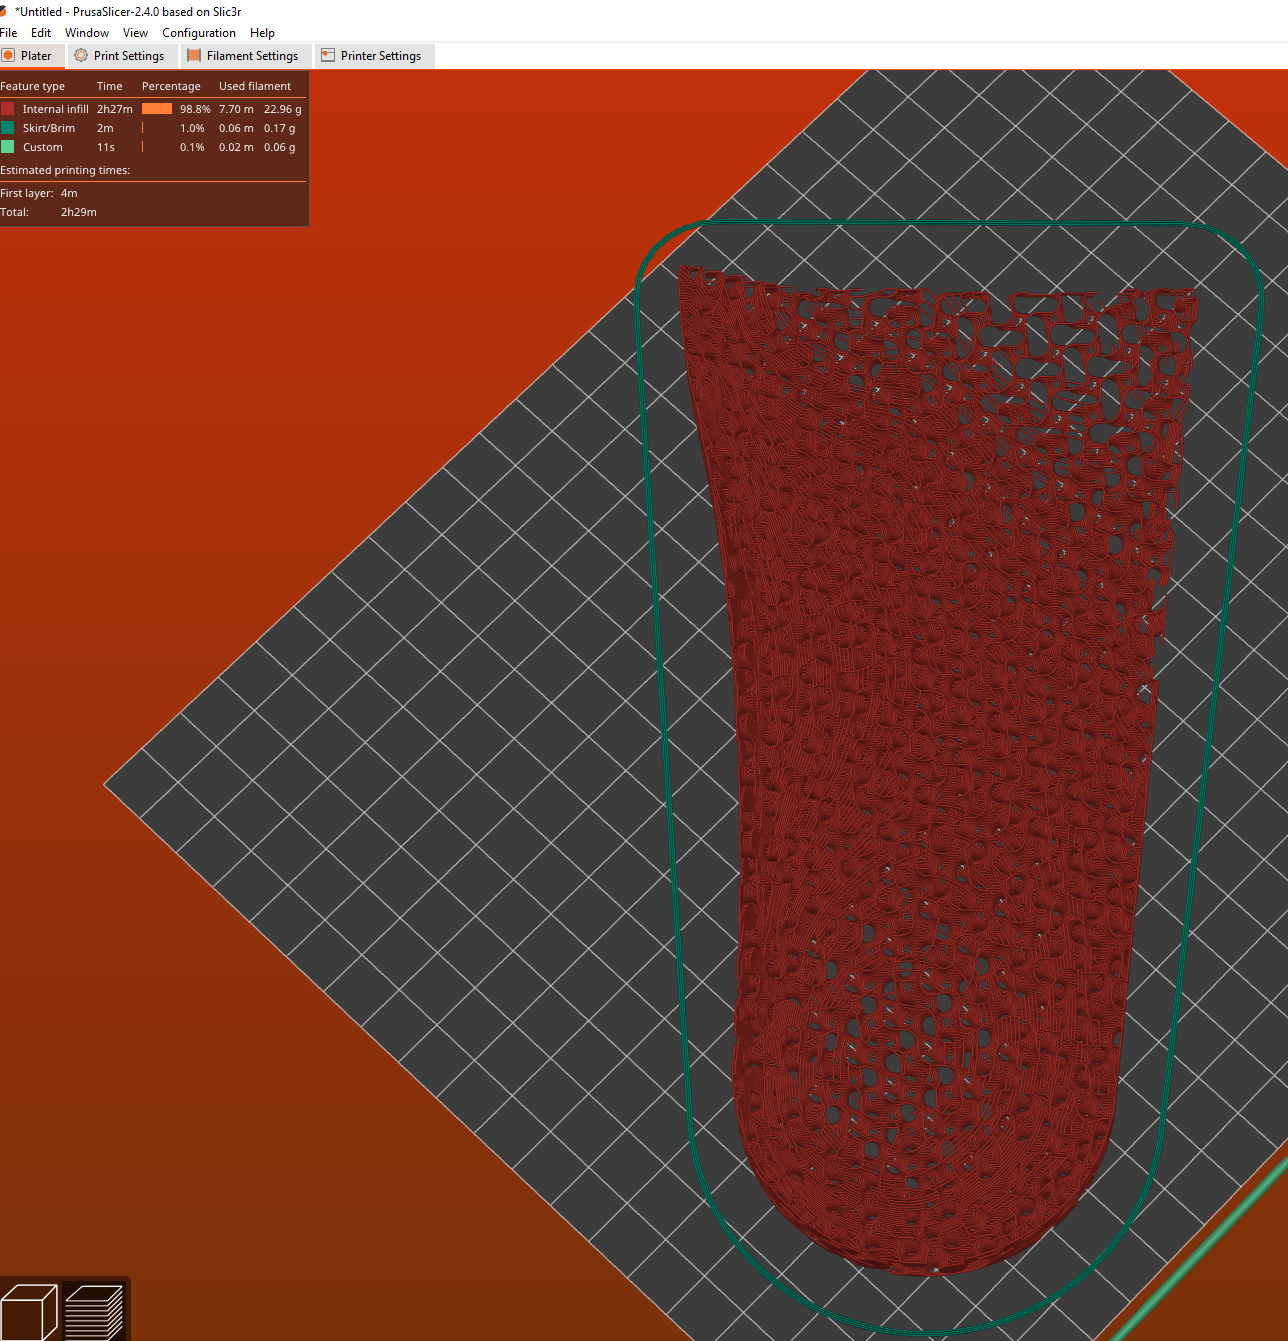 *Untitled - PrusaSlicer-2.4.0 based on Slic3r
File Edit Window View Configuration Help
Plater Print Settings Filament Settings Printer Settings
Feature type Time Percentage Used filament
Internal infill 2h27m 98.8% 7.70 m 22.96 g
Skirt/Brim 2m 1.0% 0.06 m 0.17 g
Custom 11s 0.1% 0.02 m 0.06 g
Estimated printing times:
First layer: 4m
Total: 2h29m